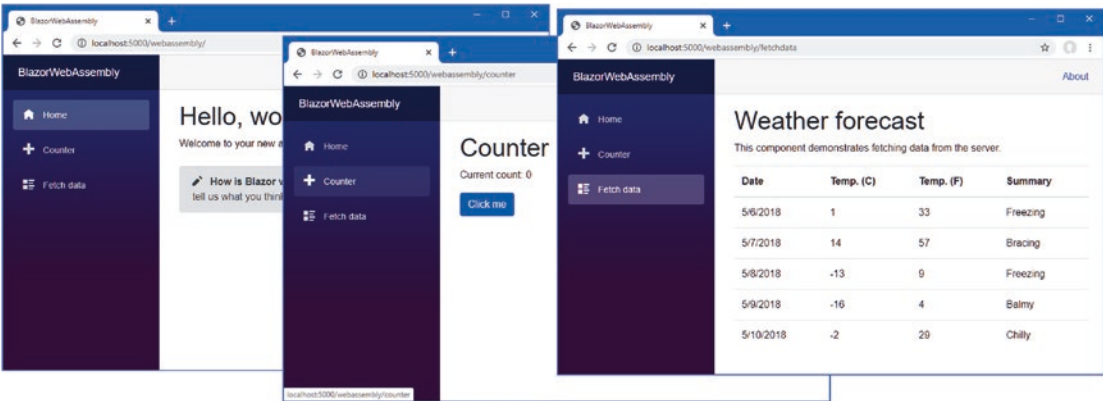 BlazorWebAssembly
localhost:5000/webassembly/
BlazorWebAssembly
Home
Counter
Fetch data
Hello, wo
Welcome to your new a
How is Blazor w
tell us what you think
BlazorWebAssembly
localhost:5000/webassembly/counter
BlazorWebAssembly
Home
Counter
Fetch data
Counter
Current count: 0
Click me
localhost:5000/webassembly/counter
BlazorWebAssembly
localhost:5000/webassembly/fetchdata
BlazorWebAssembly
About
Home
Counter
Fetch data
Weather forecast
This component demonstrates fetching data from the server.
Date Temp. (C) Temp. (F) Summary
5/6/2018 1 33 Freezing
5/7/2018 14 57 Bracing
5/8/2018 -13 9 Freezing
5/9/2018 -16 4 Balmy
5/10/2018 -2 29 Chilly